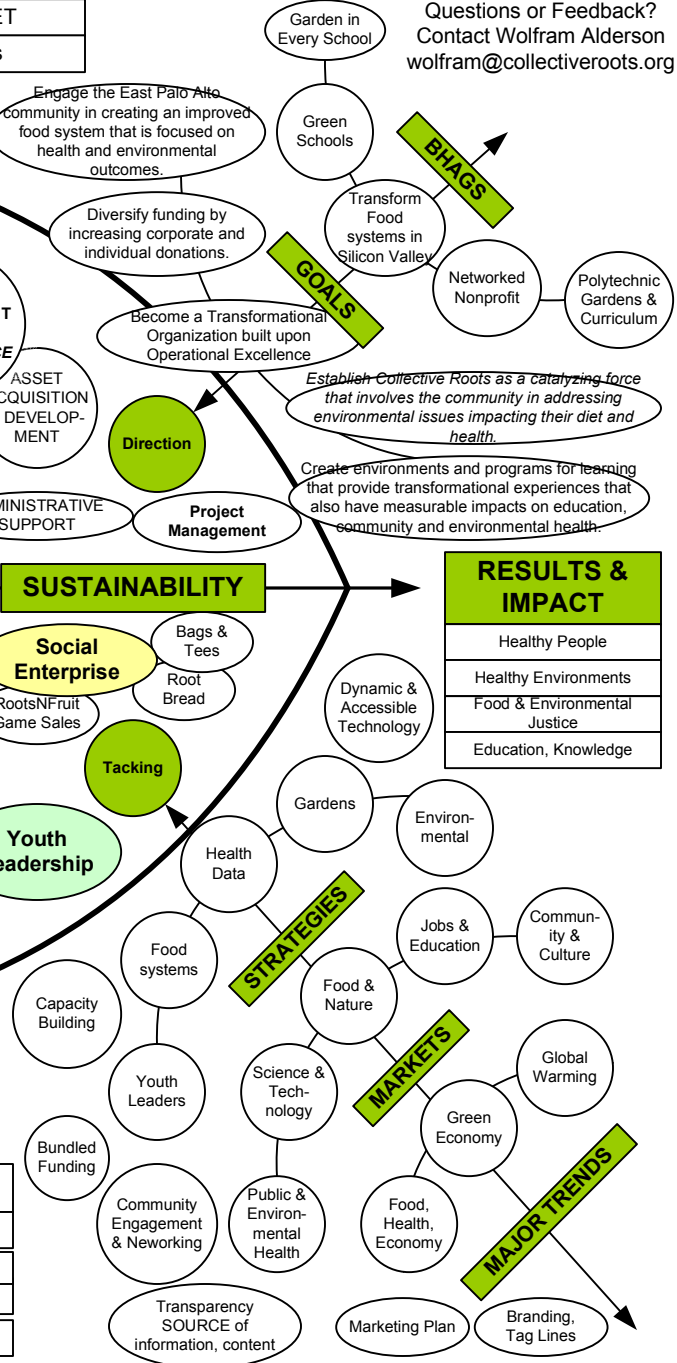 ET
s
Garden in
Every School
Questions or Feedback?
Contact Wolfram Alderson
wolfram@collectiveroots.org
Engage the East Palo Alto
community in creating an improved
food system that is focused on
health and environmental
outcomes.
Green
Schools
BHAGS
Diversify funding by
increasing corporate and
individual donations.
Transform
Food
systems in
Silicon Valley
GOALS
Networked
Nonprofit
Polytechnic
Gardens &
Curriculum
Become a Transformational
Organization built upon
Operational Excellence
T
CE
ASSET
CQUISITION
DEVELOP-
MENT
Establish Collective Roots as a catalyzing force
that involves the community in addressing
environmental issues impacting their diet and
health.
Direction
Create environments and programs for learning
that provide transformational experiences that
also have measurable impacts on education,
community and environmental health.
MINISTRATIVE
SUPPORT
Project
Management
SUSTAINABILITY
RESULTS &
IMPACT
Healthy People
Healthy Environments
Food & Environmental
Justice
Education, Knowledge
Social
Enterprise
Bags &
Tees
Root
Bread
RootsNFruit
Game Sales
Dynamic &
Accessible
Technology
Tacking
Gardens
Environ-
mental
Youth
eadership
Health
Data
STRATEGIES
Jobs &
Education
Commun-
ity &
Culture
Food
systems
Food &
Nature
Capacity
Building
MARKETS
Global
Warming
Youth
Leaders
Science &
Tech-
nology
Green
Economy
Bundled
Funding
MAJOR TRENDS
Community
Engagement
& Neworking
Public &
Environ-
mental
Health
Food,
Health,
Economy
Transparency
SOURCE of
information, content
Marketing Plan
Branding,
Tag Lines